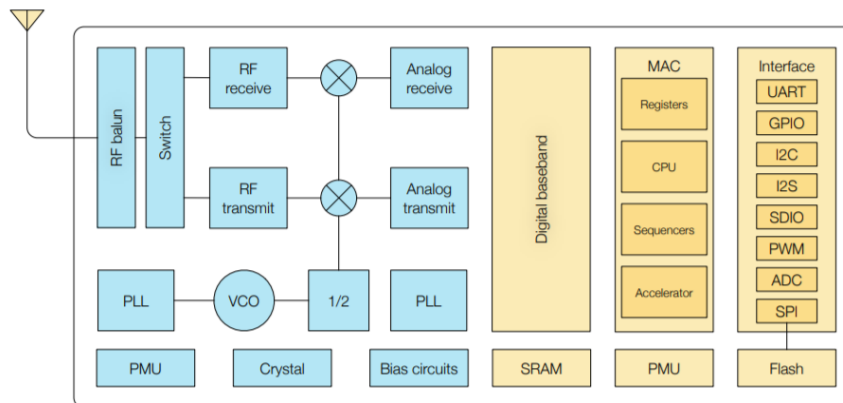 RF balun
Switch
RF
receive
Analog
receive
RF
transmit
Analog
transmit
PLL
VCO
1/2
PLL
PMU
Crystal
Bias circuits
Digital baseband
SRAM
MAC
Registers
CPU
Sequencers
Accelerator
PMU
Interface
UART
GPIO
I2C
I2S
SDIO
PWM
ADC
SPI
Flash